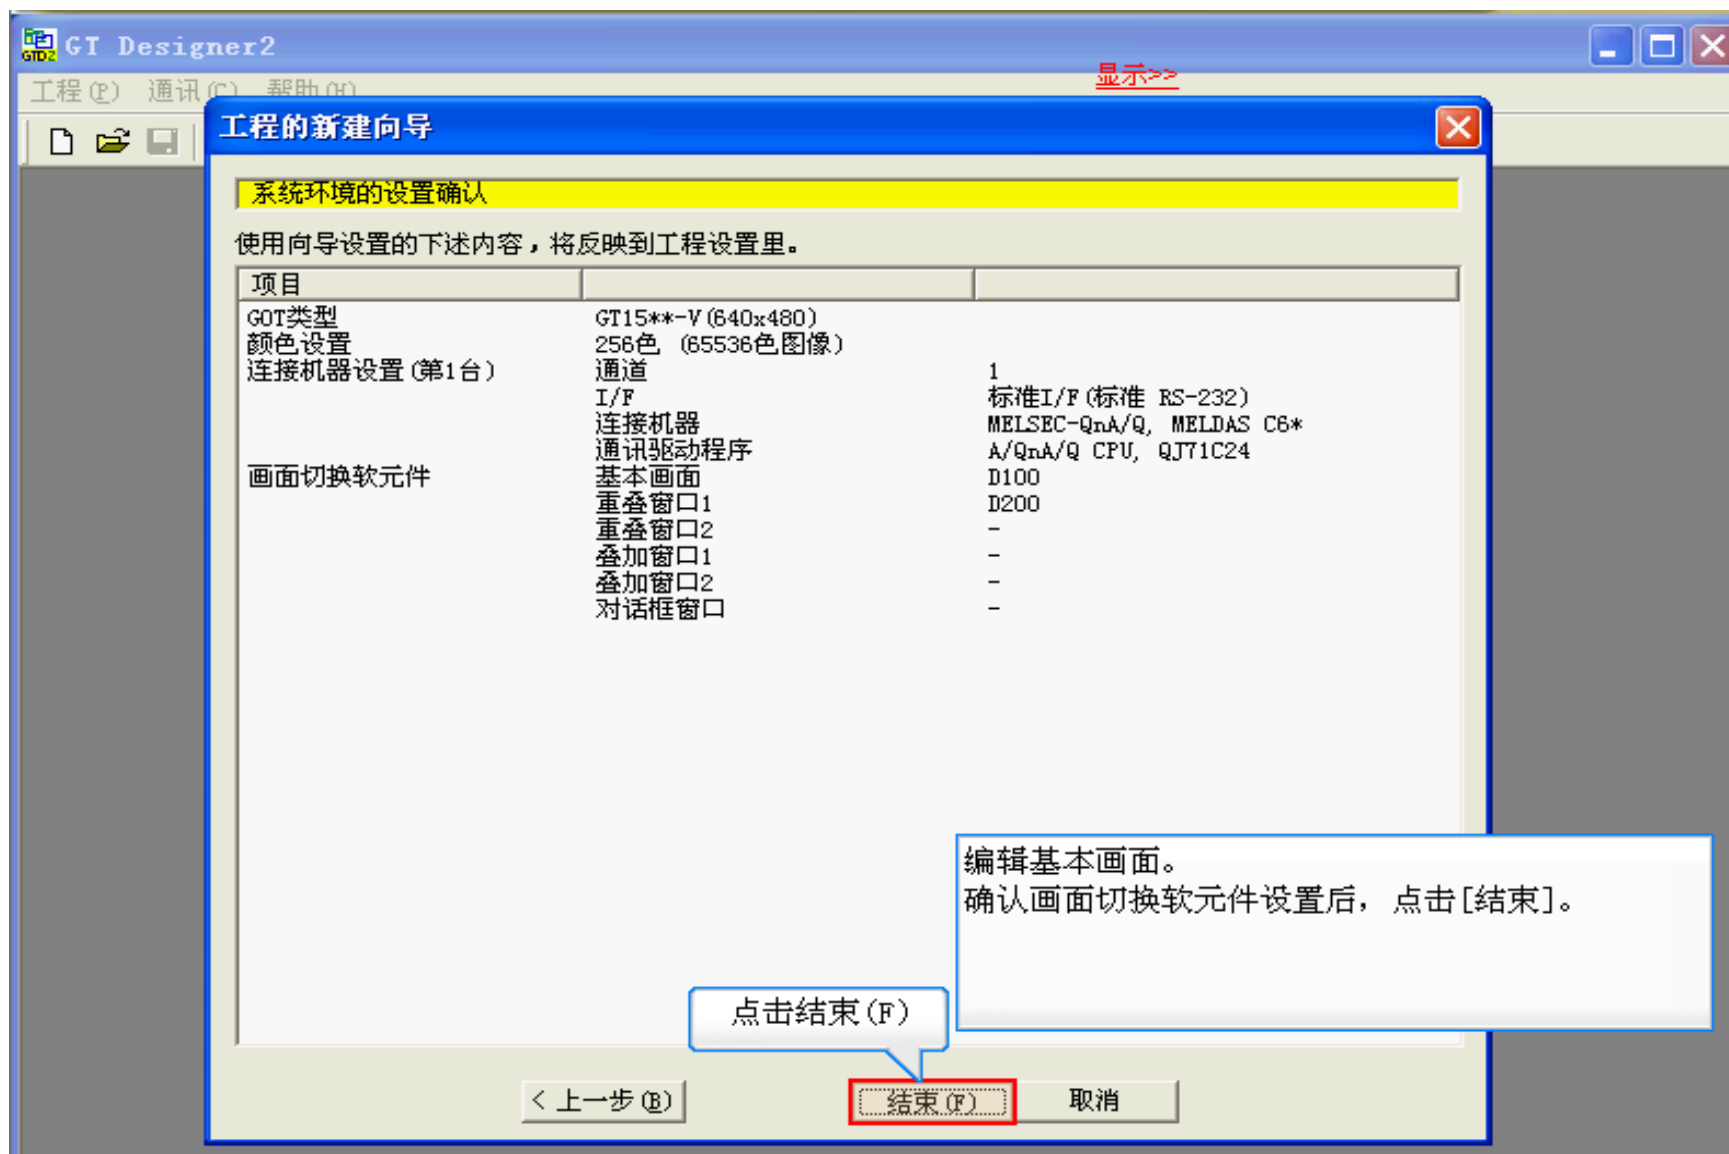 GT Designer2
显示>>
工程(P) 通讯(C) 帮助(H)
工程的新建向导
系统环境的设置确认
使用向导设置的下述内容，将反映到工程设置里。
项目
GOT类型 GT15**-V(640x480)
颜色设置 256色 (65536色图像)
连接机器设置(第1台) 通道 1
I/F 标准I/F(标准 RS-232)
连接机器 MELSEC-QnA/Q, MELDAS C6*
通讯驱动程序 A/QnA/Q CPU, QJ71C24
画面切换软元件 基本画面 D100
重叠窗口1 D200
重叠窗口2 -
叠加窗口1 -
叠加窗口2 -
对话框窗口 -
编辑基本画面。
确认画面切换软元件设置后，点击[结束]。
点击结束(F)
< 上一步(B) 结束(F) 取消